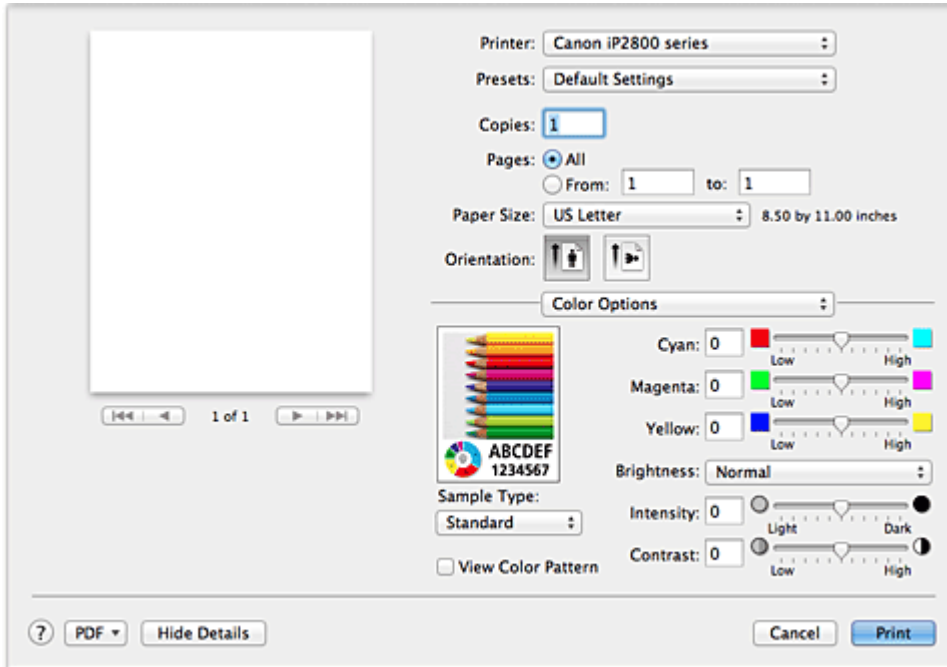 Printer: Canon iP2800 series
Presets: Default Settings
Copies: 1
Pages: All
From: 1 to: 1
Paper Size: US Letter 8.50 by 11.00 inches
Orientation:
Color Options
1 of 1
ABCDEF
1234567
Sample Type:
Standard
View Color Pattern
Cyan: 0
Low High
Magenta: 0
Low High
Yellow: 0
Low High
Brightness: Normal
Intensity: 0
Light Dark
Contrast: 0
Low High
? PDF Hide Details Cancel Print